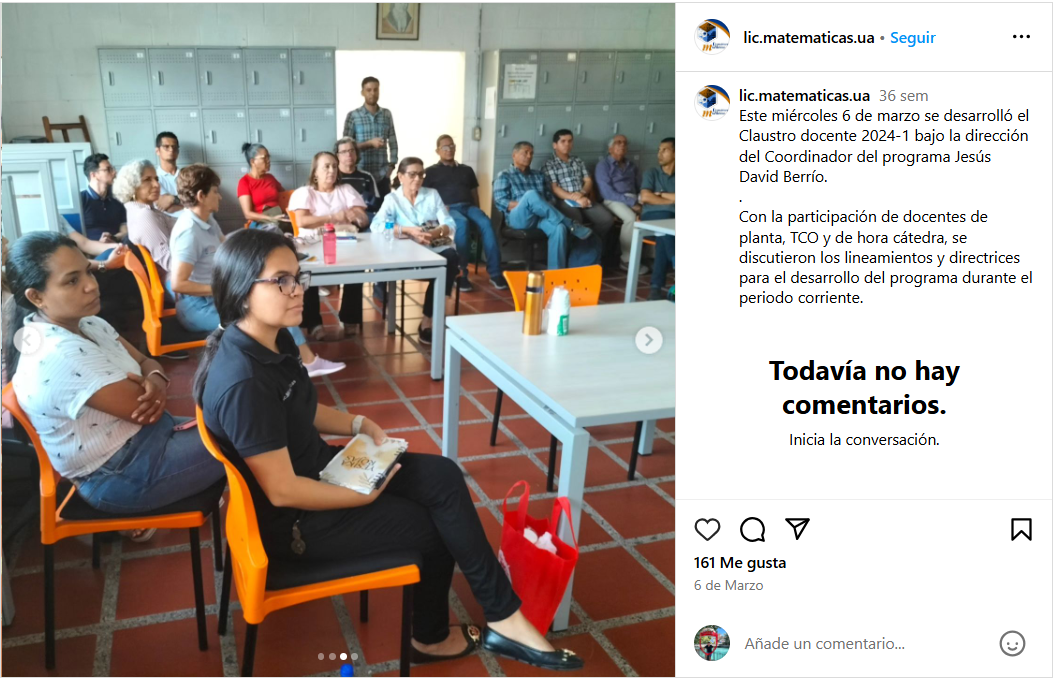 lic.matematicas.ua • Seguir
lic.matematicas.ua 36 sem
Este miércoles 6 de marzo se desarrolló el
Claustro docente 2024-1 bajo la dirección
del Coordinador del programa Jesús
David Berrío.
.
Con la participación de docentes de
planta, TCO y de hora cátedra, se
discutieron los lineamientos y directrices
para el desarrollo del programa durante el
periodo corriente.
Todavía no hay
comentarios.
Inicia la conversación.
161 Me gusta
6 de Marzo
Añade un comentario...